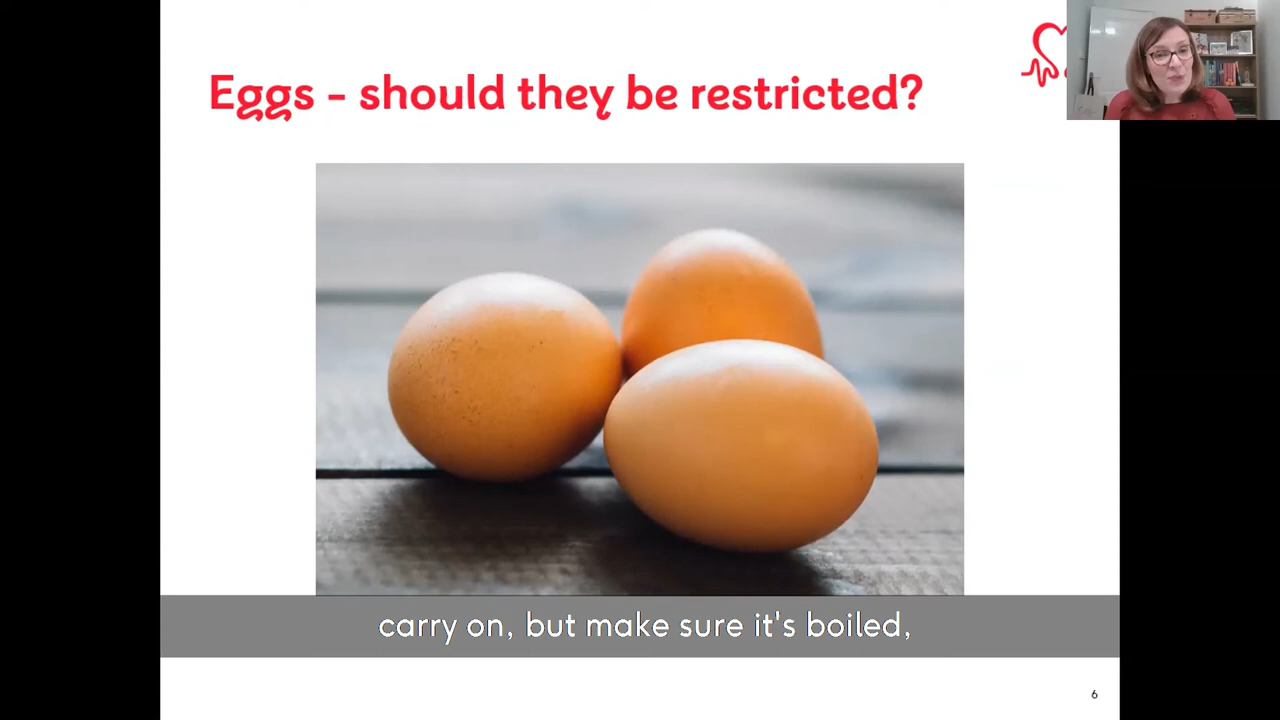 Eggs - should they be restricted?
carry on, but make sure it's boiled,
6